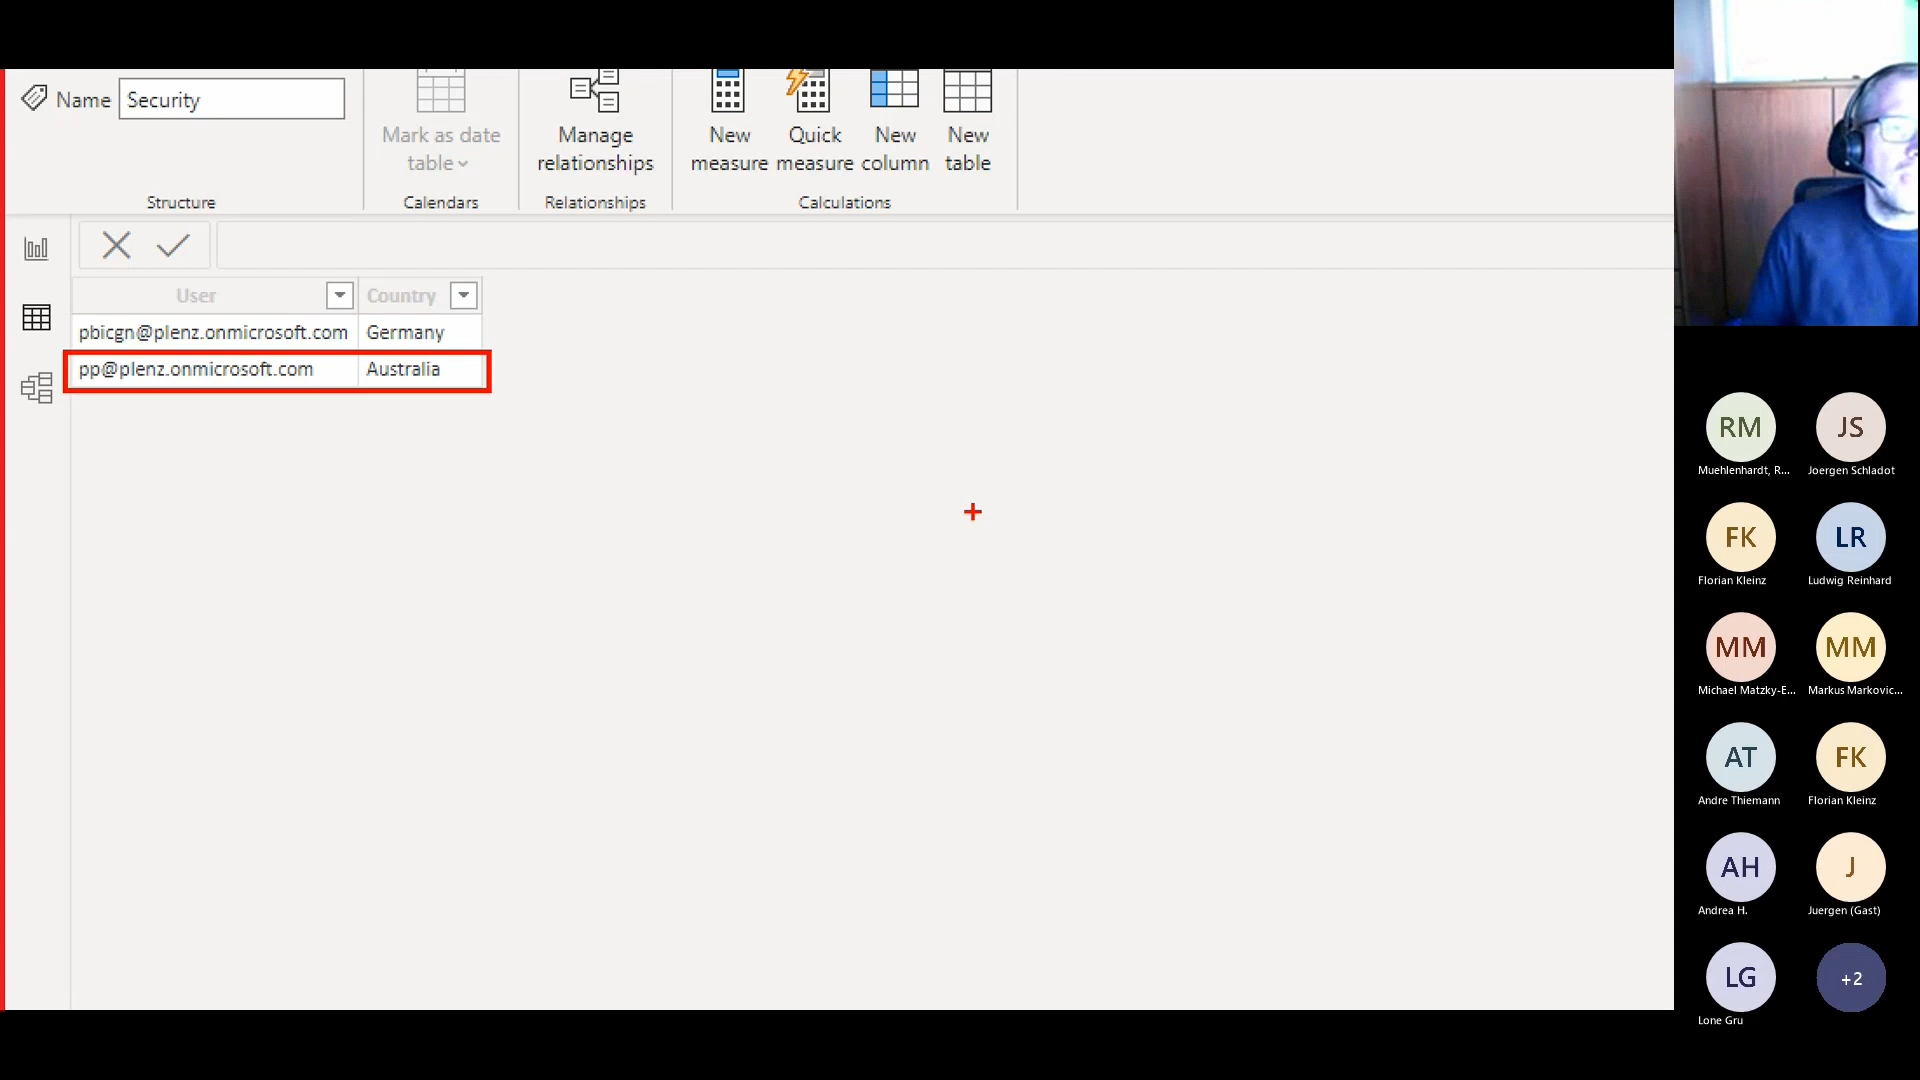 Name Security
Mark as date table
Manage relationships
New measure
Quick measure
New column
New table
Structure
Calendars
Relationships
Calculations
User Country
pbicgn@plenz.onmicrosoft.com Germany
pp@plenz.onmicrosoft.com Australia
RM JS
Muehlenhardt, R... Joergen Schladot
FK LR
Florian Kleinz Ludwig Reinhard
MM MM
Michael Matzky-E... Markus Markovic...
AT FK
Andre Thiemann Florian Kleinz
AH J
Andrea H. Juergen (Gast)
LG +2
Lone Gru